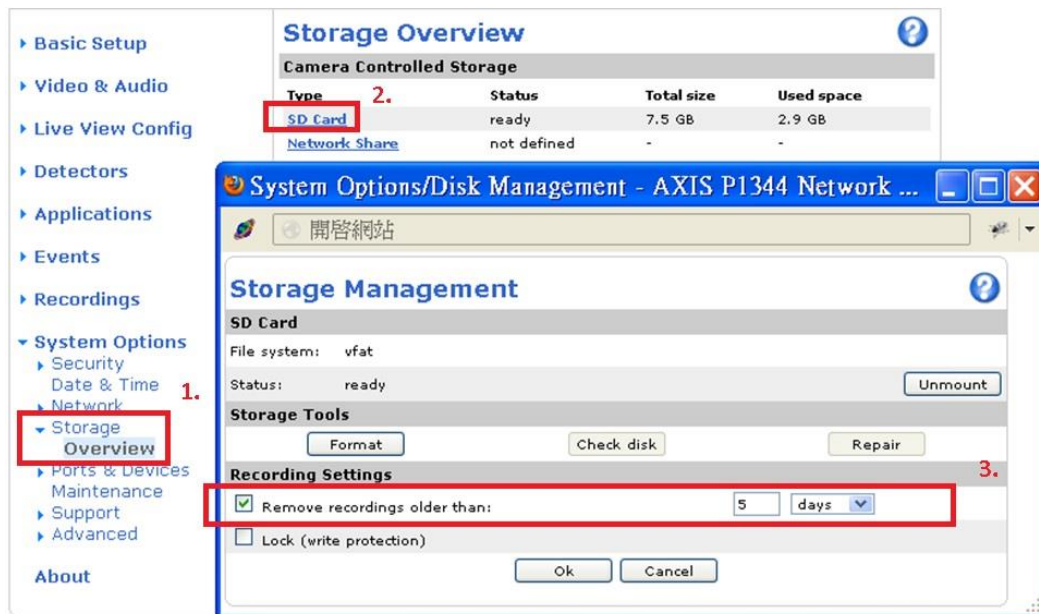 Basic Setup
Video & Audio
Live View Config
Detectors
Applications
Events
Recordings
System Options
Security
Date & Time
1.
Network
Storage
Overview
Ports & Devices
Maintenance
Support
Advanced
About
Storage Overview
?
Camera Controlled Storage
Type Status Total size Used space
2.
SD Card ready 7.5 GB 2.9 GB
Network Share not defined - -
System Options/Disk Management - AXIS P1344 Network ...
開啓網站
Storage Management
?
SD Card
File system: vfat
Status: ready Unmount
Storage Tools
Format Check disk Repair
Recording Settings
3.
Remove recordings older than: 5 days
Lock (write protection)
Ok Cancel